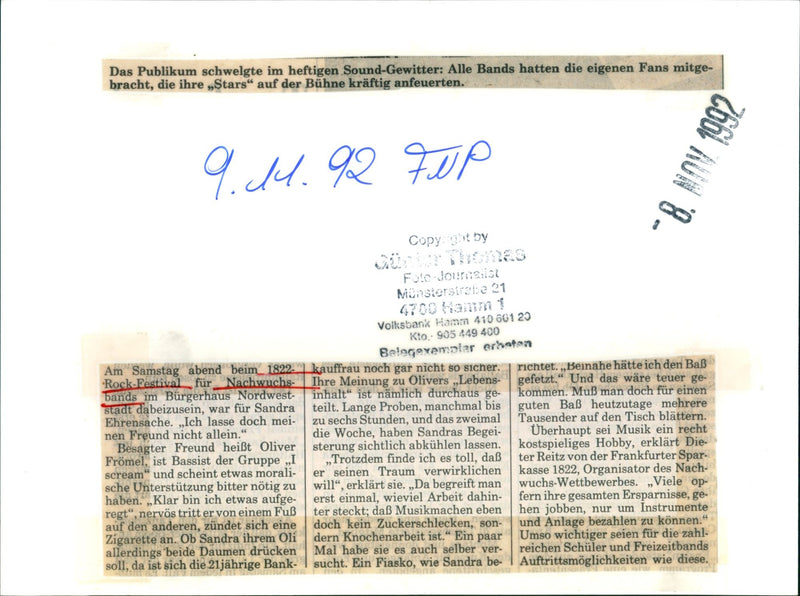 Das Publikum schwelgte im heftigen Sound-Gewitter: Alle Bands hatten die eigenen Fans mitge-
bracht, die ihre „Stars“ auf der Bühne kräftig anfeuerten.
- 8. NOV. 1992
9. 11. 92 FNP
Copyright by
Günter Thomas
Foto-Journalist
Münsterstraße 21
4700 Hamm 1
Volksbank Hamm 410 601 20
Kto.- 905 449 400
Belegexemplar erbeten
Am Samstag abend beim 1822-
Rock-Festival für Nachwuchs-
bands im Bürgerhaus Nordwest-
stadt dabeizusein, war für Sandra
Ehrensache. „Ich lasse doch mei-
nen Freund nicht allein.“
Besagter Freund heißt Oliver
Frömel, ist Bassist der Gruppe „I
scream“ und scheint etwas morali-
sche Unterstützung bitter nötig zu
haben. „Klar bin ich etwas aufge-
regt“, nervös tritt er von einem Fuß
auf den anderen, zündet sich eine
Zigarette an. Ob Sandra ihrem Oli
allerdings beide Daumen drücken
soll, da ist sich die 21jährige Bank-
kauffrau noch gar nicht so sicher.
Ihre Meinung zu Olivers „Lebens-
inhalt“ ist nämlich durchaus ge-
teilt. Lange Proben, manchmal bis
zu sechs Stunden, und das zweimal
die Woche, haben Sandras Begei-
sterung sichtlich abkühlen lassen.
„Trotzdem finde ich es toll, daß
er seinen Traum verwirklichen
will“, erklärt sie. „Da begreift man
erst einmal, wieviel Arbeit dahin-
ter steckt; daß Musikmachen eben
doch kein Zuckerschlecken, son-
dern Knochenarbeit ist.“ Ein paar
Mal habe sie es auch selber ver-
sucht. Ein Fiasko, wie Sandra be-
richtet. „Beinahe hätte ich den Baß
gefetzt.“ Und das wäre teuer ge-
kommen. Muß man doch für einen
guten Baß heutzutage mehrere
Tausender auf den Tisch blättern.
Überhaupt sei Musik ein recht
kostspieliges Hobby, erklärt Die-
ter Reitz von der Frankfurter Spar-
kasse 1822, Organisator des Nach-
wuchs-Wettbewerbes. „Viele op-
fern ihre gesamten Ersparnisse, ge-
hen jobben, nur um Instrumente
und Anlage bezahlen zu können.“
Umso wichtiger seien für die zahl-
reichen Schüler und Freizeitbands
Auftrittsmöglichkeiten wie diese.